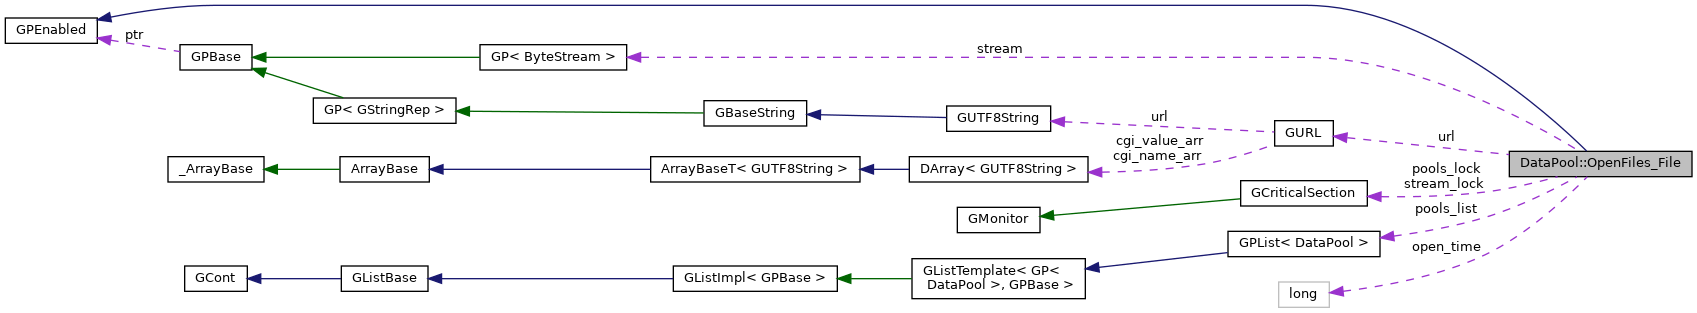 GPEnabled
ptr
GPBase
GP< ByteStream >
stream
GP< GStringRep >
GBaseString
GUTF8String
url
GURL
url
DataPool::OpenFiles_File
cgi_value_arr
cgi_name_arr
_ArrayBase
ArrayBase
ArrayBaseT< GUTF8String >
DArray< GUTF8String >
pools_lock
stream_lock
GCriticalSection
GMonitor
pools_list
GPList< DataPool >
open_time
GCont
GListBase
GListImpl< GPBase >
GListTemplate< GP<
DataPool >, GPBase >
long